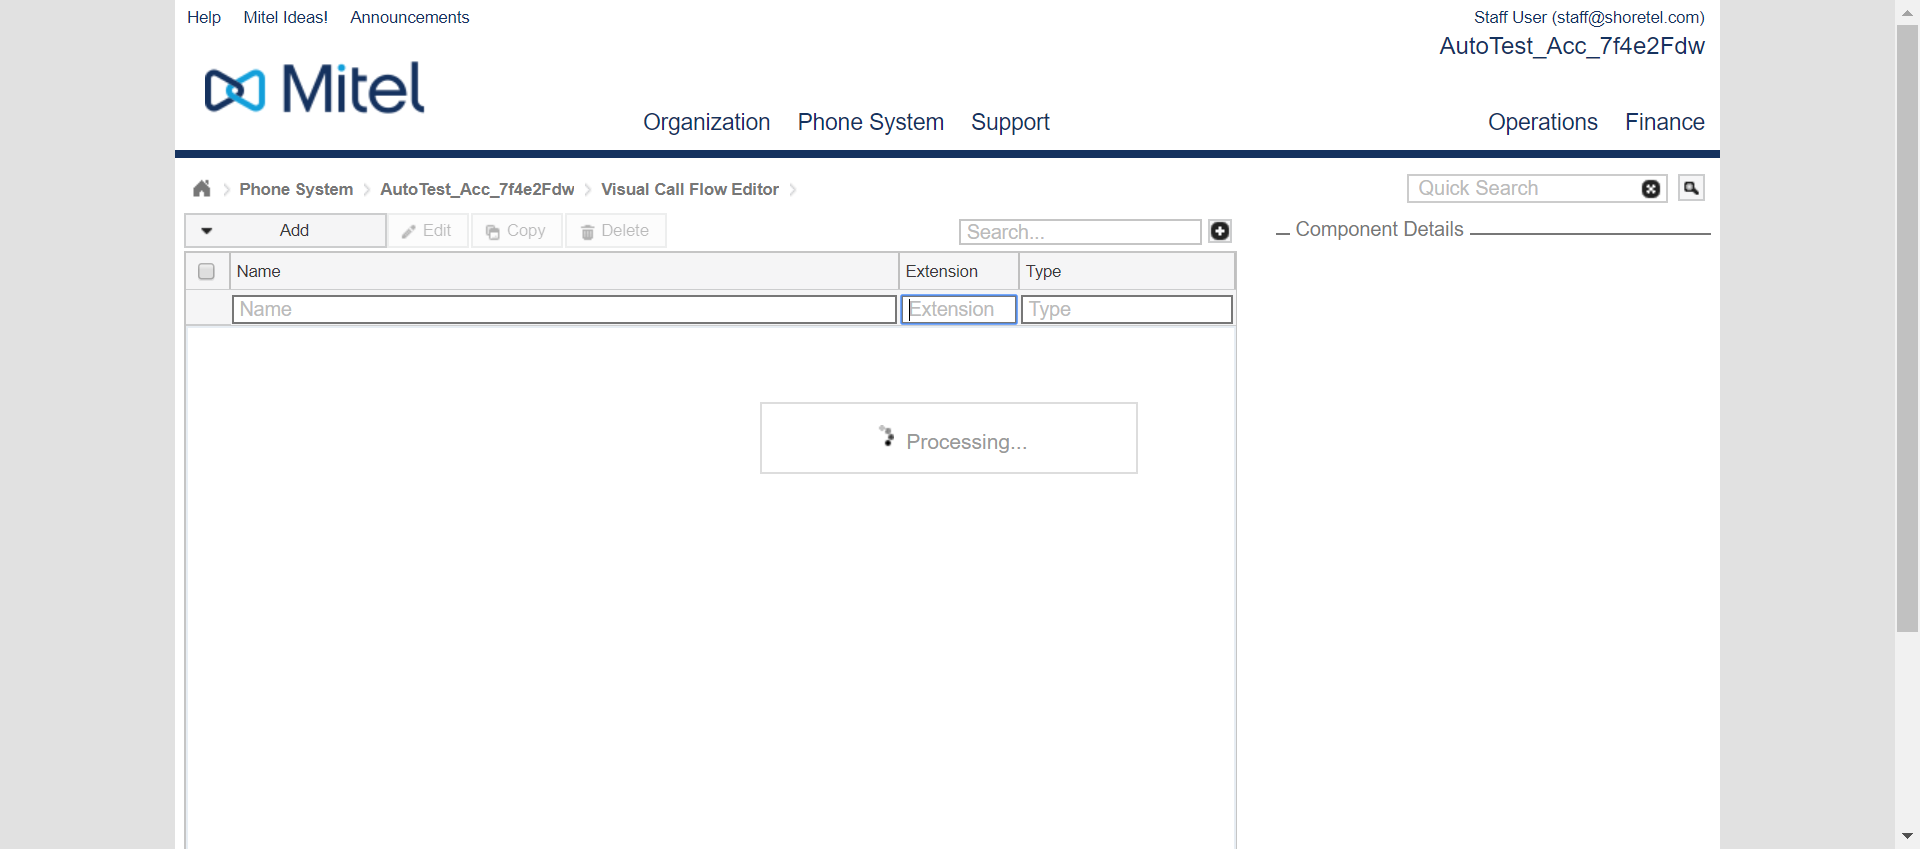 Help Mitel Ideas! Announcements
Staff User (staff@shoretel.com)
AutoTest_Acc_7f4e2Fdw
Mitel
Organization Phone System Support Operations Finance
Phone System AutoTest_Acc_7f4e2Fdw Visual Call Flow Editor Quick Search
Add Edit Copy Delete Search... Component Details
Name Extension Type
Name Extension Type
Processing...